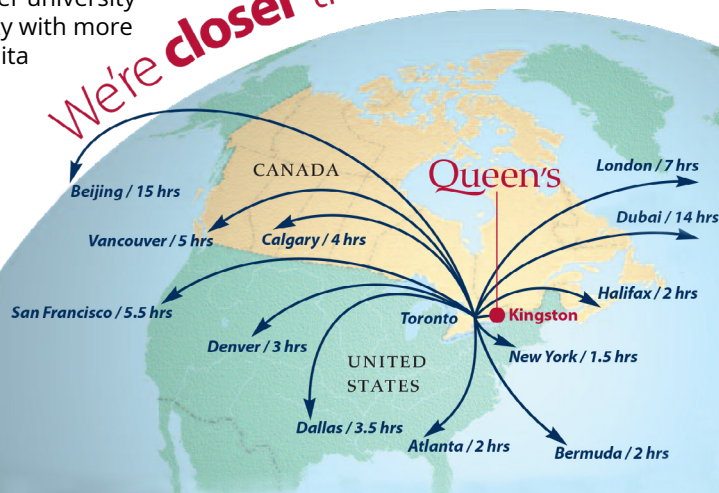 university
y with more
ita
We're closer
CANADA
Queen's
London / 7 hrs
Beijing / 15 hrs
Dubai / 14 hrs
Vancouver / 5 hrs
Calgary / 4 hrs
Halifax / 2 hrs
San Francisco / 5.5 hrs
Toronto
Kingston
Denver / 3 hrs
New York / 1.5 hrs
UNITED
STATES
Dallas / 3.5 hrs
Atlanta / 2 hrs
Bermuda / 2 hrs